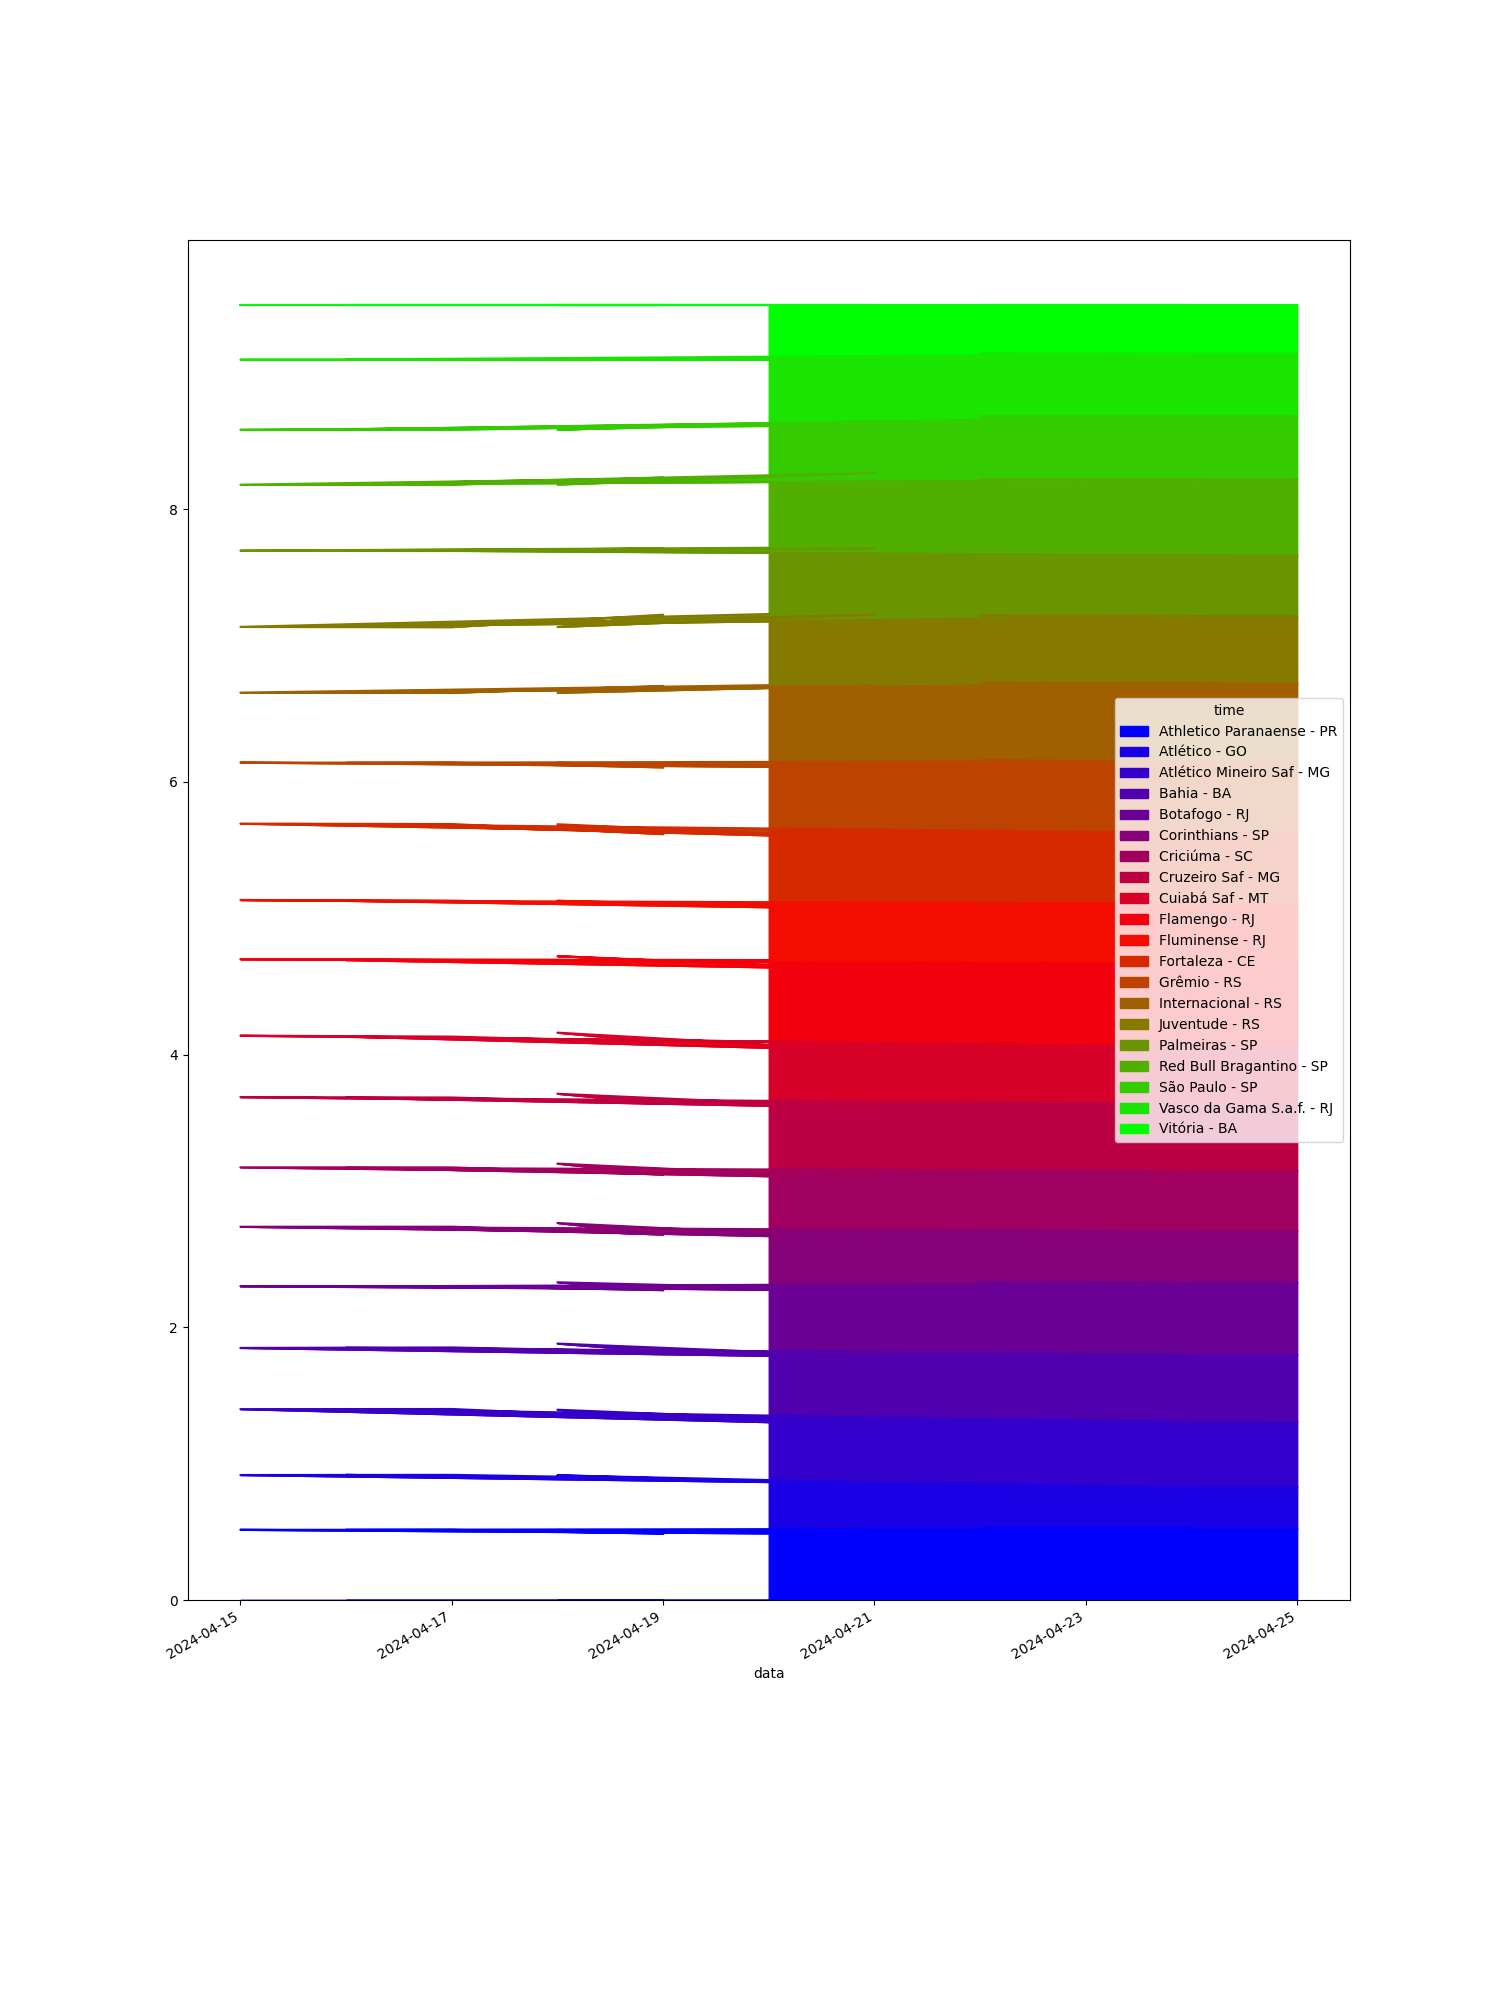 8
6
4
2
0
time
Athletico Paranaense - PR
Atlético - GO
Atlético Mineiro Saf - MG
Bahia - BA
Botafogo - RJ
Corinthians - SP
Criciúma - SC
Cruzeiro Saf - MG
Cuiabá Saf - MT
Flamengo - RJ
Fluminense - RJ
Fortaleza - CE
Grêmio - RS
Internacional - RS
Juventude - RS
Palmeiras - SP
Red Bull Bragantino - SP
São Paulo - SP
Vasco da Gama S.a.f. - RJ
Vitória - BA
2024-04-15
2024-04-17
2024-04-19
2024-04-21
2024-04-23
2024-04-25
data